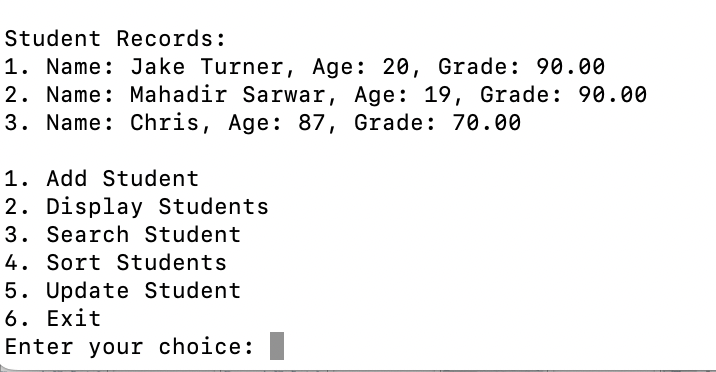 Student Records:
1. Name: Jake Turner, Age: 20, Grade: 90.00
2. Name: Mahadir Sarwar, Age: 19, Grade: 90.00
3. Name: Chris, Age: 87, Grade: 70.00
1. Add Student
2. Display Students
3. Search Student
4. Sort Students
5. Update Student
6. Exit
Enter your choice: